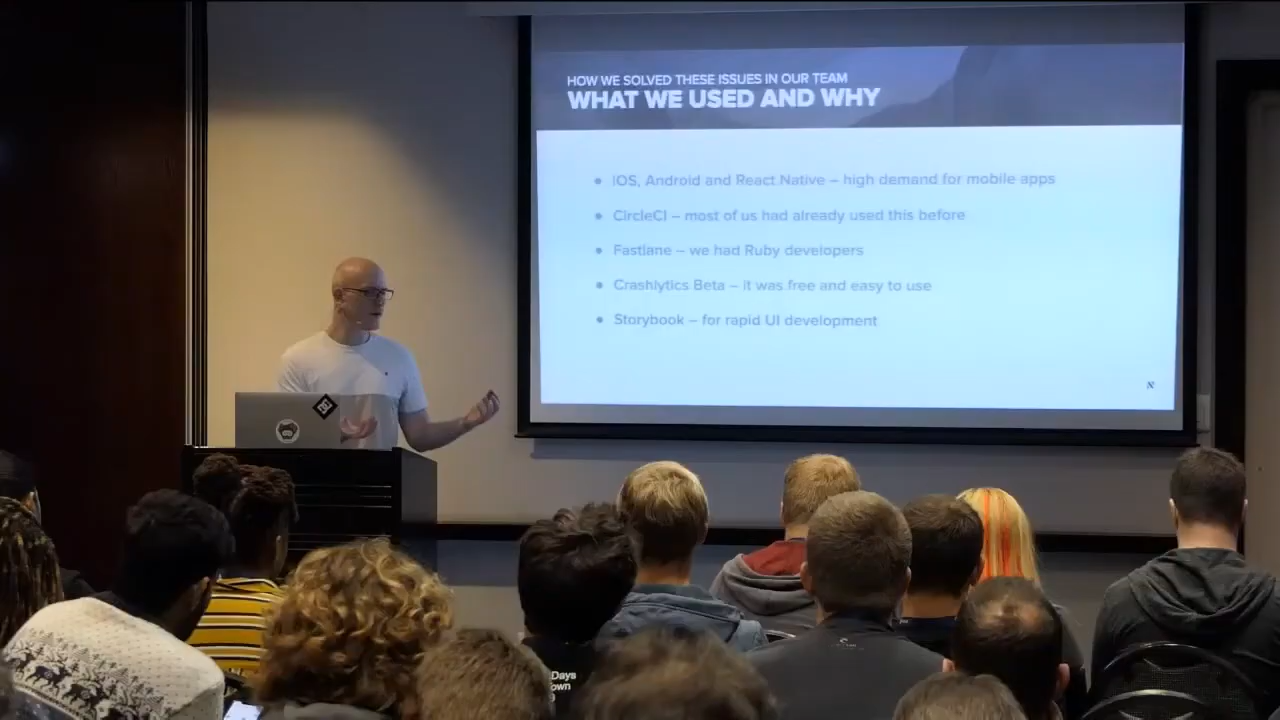 HOW WE SOLVED THESE ISSUES IN OUR TEAM
WHAT WE USED AND WHY
• IOS, Android and React Native – high demand for mobile apps
• CircleCI – most of us had already used this before
• Fastlane – we had Ruby developers
• Crashlytics Beta – it was free and easy to use
• Storybook – for rapid UI development
N
Days
own